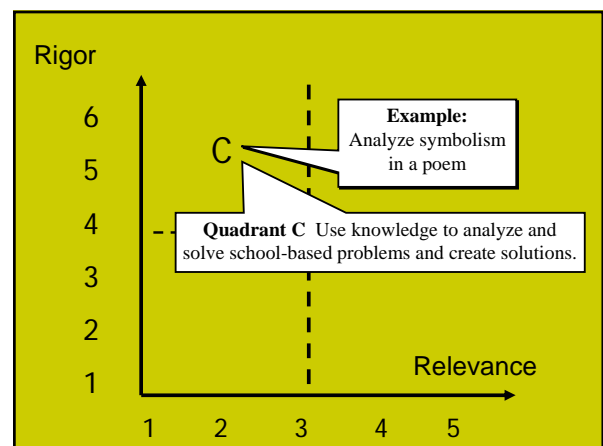 Rigor
6
Example:
Analyze symbolism
in a poem
C
5
4
Quadrant C Use knowledge to analyze and
solve school-based problems and create solutions.
3
2
Relevance
1
1 2 3 4 5